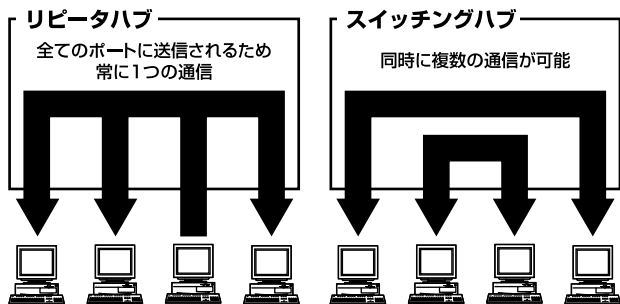 リピータハブ
全てのポートに送信されるため
常に1つの通信
スイッチングハブ
同時に複数の通信が可能